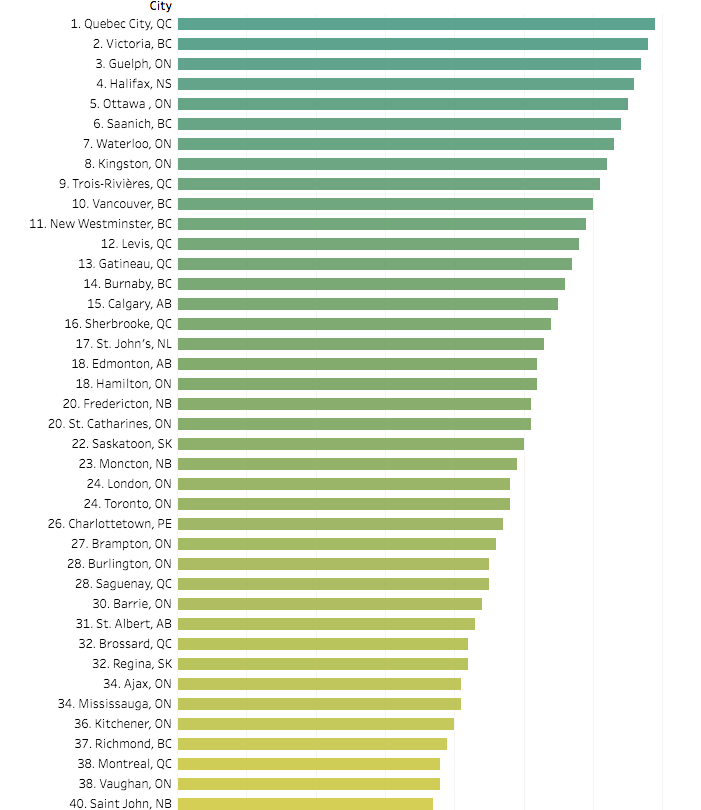 City
1. Quebec City, QC
2. Victoria, BC
3. Guelph, ON
4. Halifax, NS
5. Ottawa , ON
6. Saanich, BC
7. Waterloo, ON
8. Kingston, ON
9. Trois-Rivières, QC
10. Vancouver, BC
11. New Westminster, BC
12. Levis, QC
13. Gatineau, QC
14. Burnaby, BC
15. Calgary, AB
16. Sherbrooke, QC
17. St. John's, NL
18. Edmonton, AB
18. Hamilton, ON
20. Fredericton, NB
20. St. Catharines, ON
22. Saskatoon, SK
23. Moncton, NB
24. London, ON
24. Toronto, ON
26. Charlottetown, PE
27. Brampton, ON
28. Burlington, ON
28. Saguenay, QC
30. Barrie, ON
31. St. Albert, AB
32. Brossard, QC
32. Regina, SK
34. Ajax, ON
34. Mississauga, ON
36. Kitchener, ON
37. Richmond, BC
38. Montreal, QC
38. Vaughan, ON
40. Saint John, NB